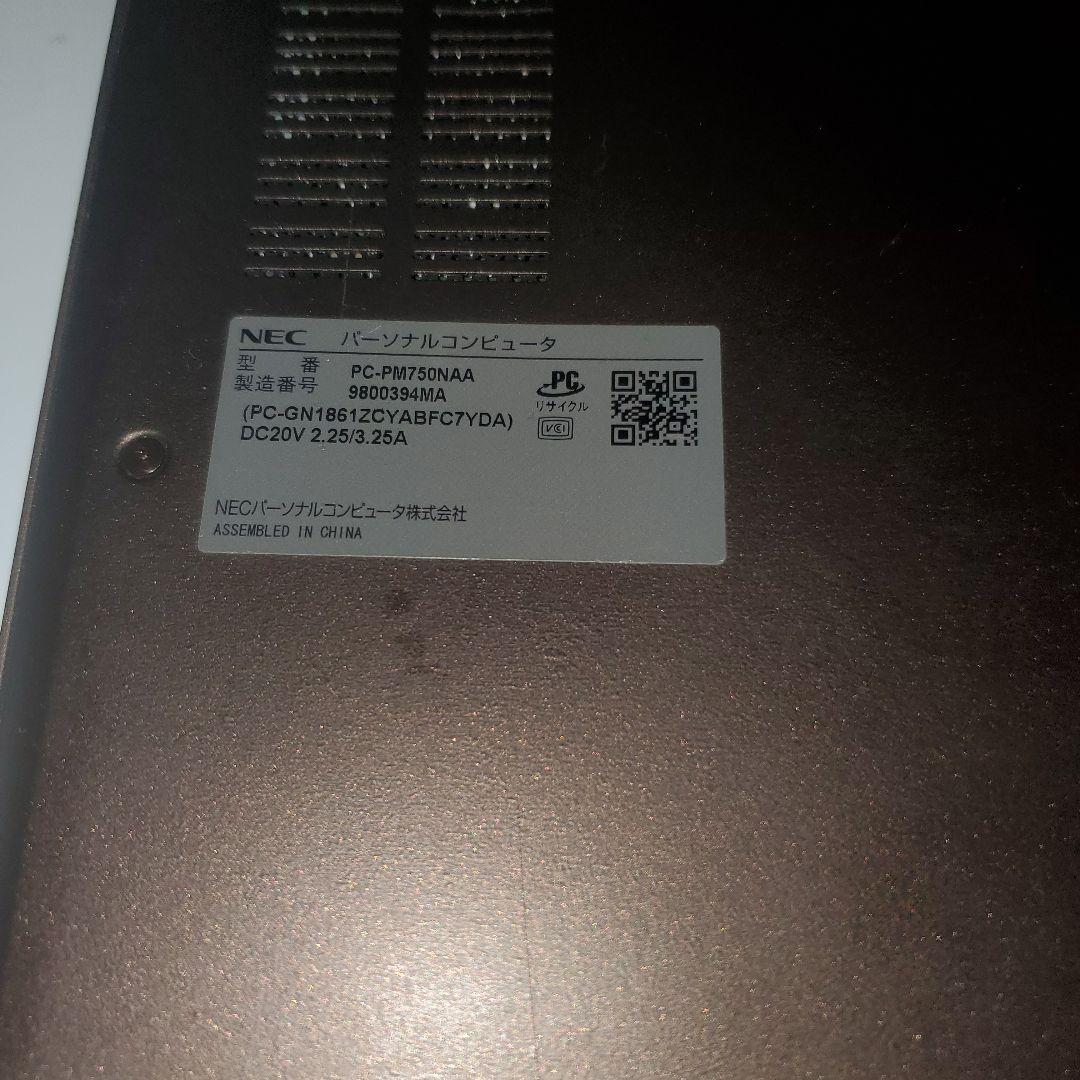 NEC パーソナルコンピュータ
型 番 PC-PM750NAA
製造番号 9800394MA
(PC-GN1861ZCYABFC7YDA)
DC20V 2.25/3.25A
PC
リサイクル
VCI
NECパーソナルコンピュータ株式会社
ASSEMBLED IN CHINA